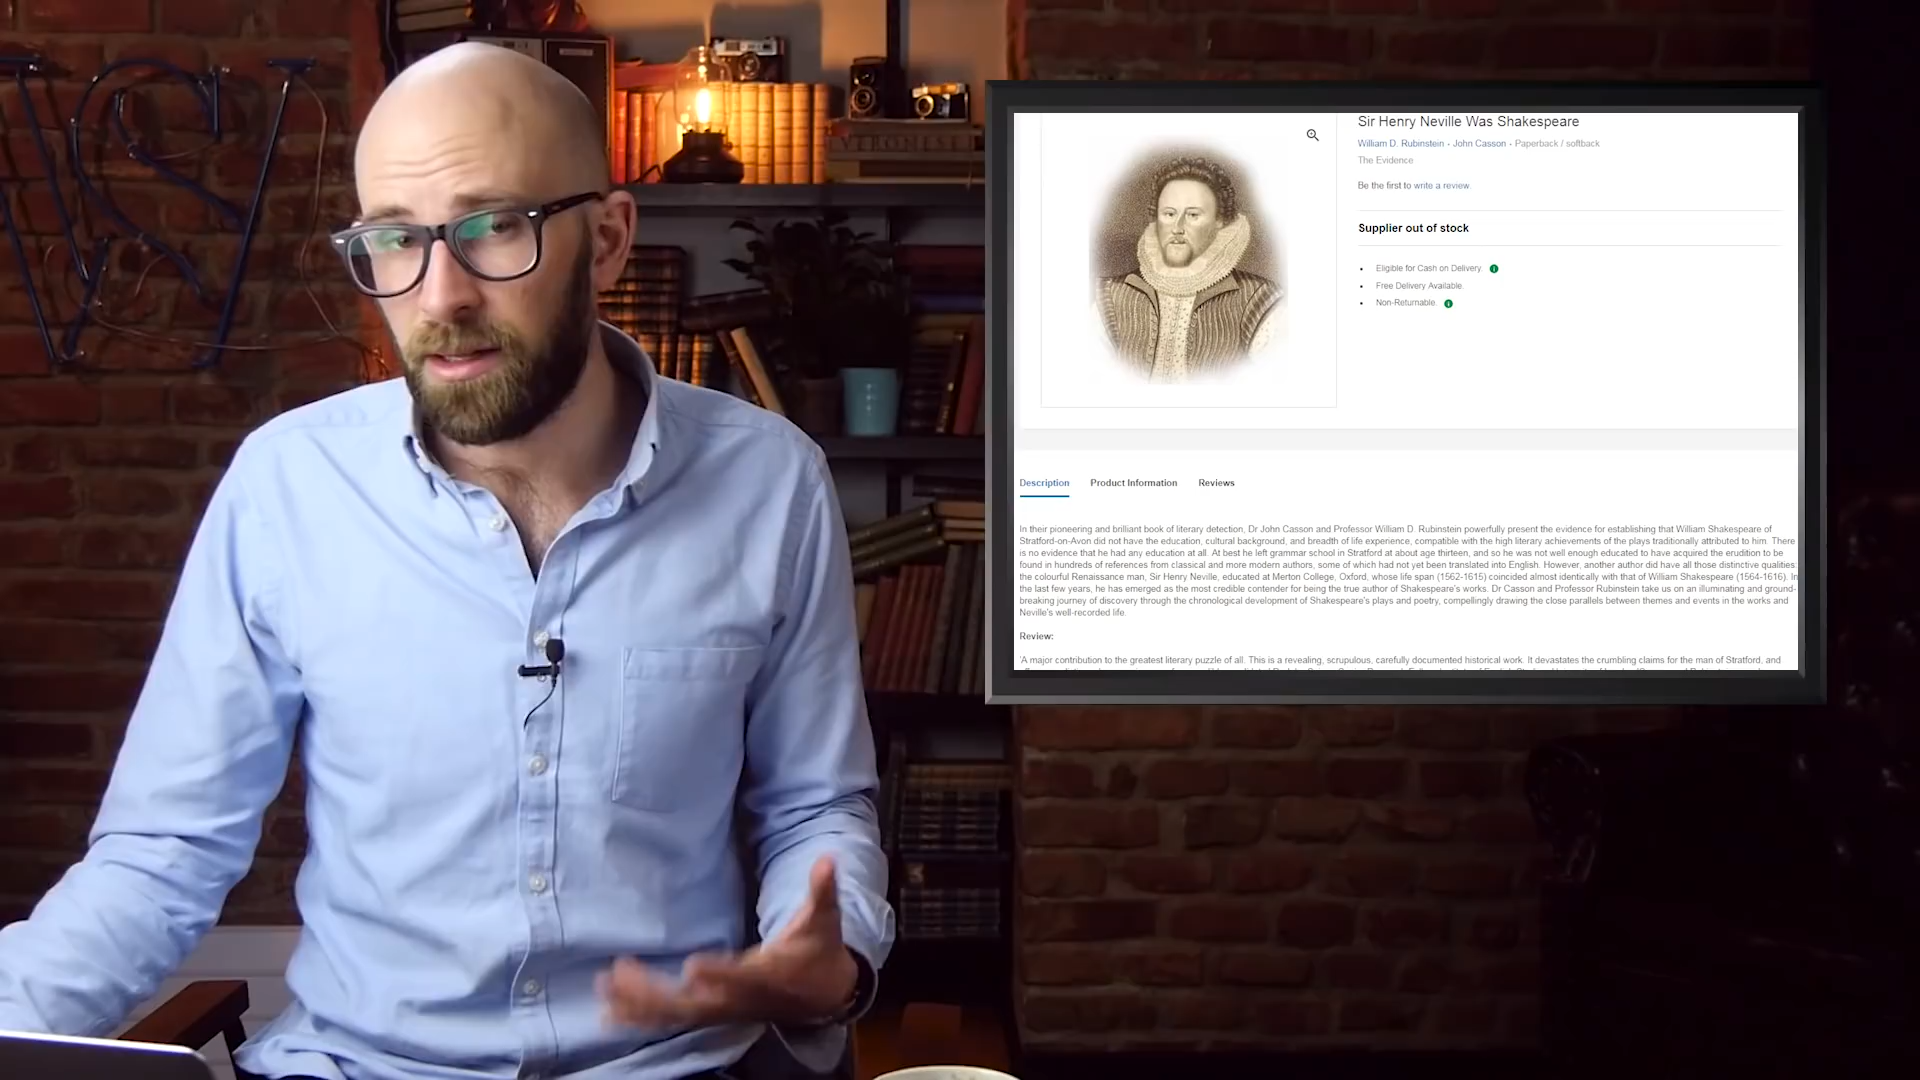 VERONESE
Sir Henry Neville Was Shakespeare
William D. Rubinstein - John Casson - Paperback / softback
The Evidence
Be the first to write a review.
Supplier out of stock
Eligible for Cash on Delivery.
Free Delivery Available.
Non-Returnable.
Description Product Information Reviews
In their pioneering and brilliant book of literary detection, Dr John Casson and Professor William D. Rubinstein powerfully present the evidence for establishing that William Shakespeare of
Stratford-on-Avon did not have the education, cultural background, and breadth of life experience, compatible with the high literary achievements of the plays traditionally attributed to him. There
is no evidence that he had any education at all. At best he left grammar school in Stratford at about age thirteen, and so he was not well enough educated to have acquired the erudition to be
found in hundreds of references from classical and more modern authors, some of which had not yet been translated into English. However, another author did have all those distinctive qualities:
the colourful Renaissance man, Sir Henry Neville, educated at Merton College, Oxford, whose life span (1562-1615) coincided almost identically with that of William Shakespeare (1564-1616). In
the last few years, he has emerged as the most credible contender for being the true author of Shakespeare's works. Dr Casson and Professor Rubinstein take us on an illuminating and ground-
breaking journey of discovery through the chronological development of Shakespeare's plays and poetry, compellingly drawing the close parallels between themes and events in the works and
Neville's well-recorded life.
Review:
'A major contribution to the greatest literary puzzle of all. This is a revealing, scrupulous, carefully documented historical work. It devastates the crumbling claims for the man of Stratford, and